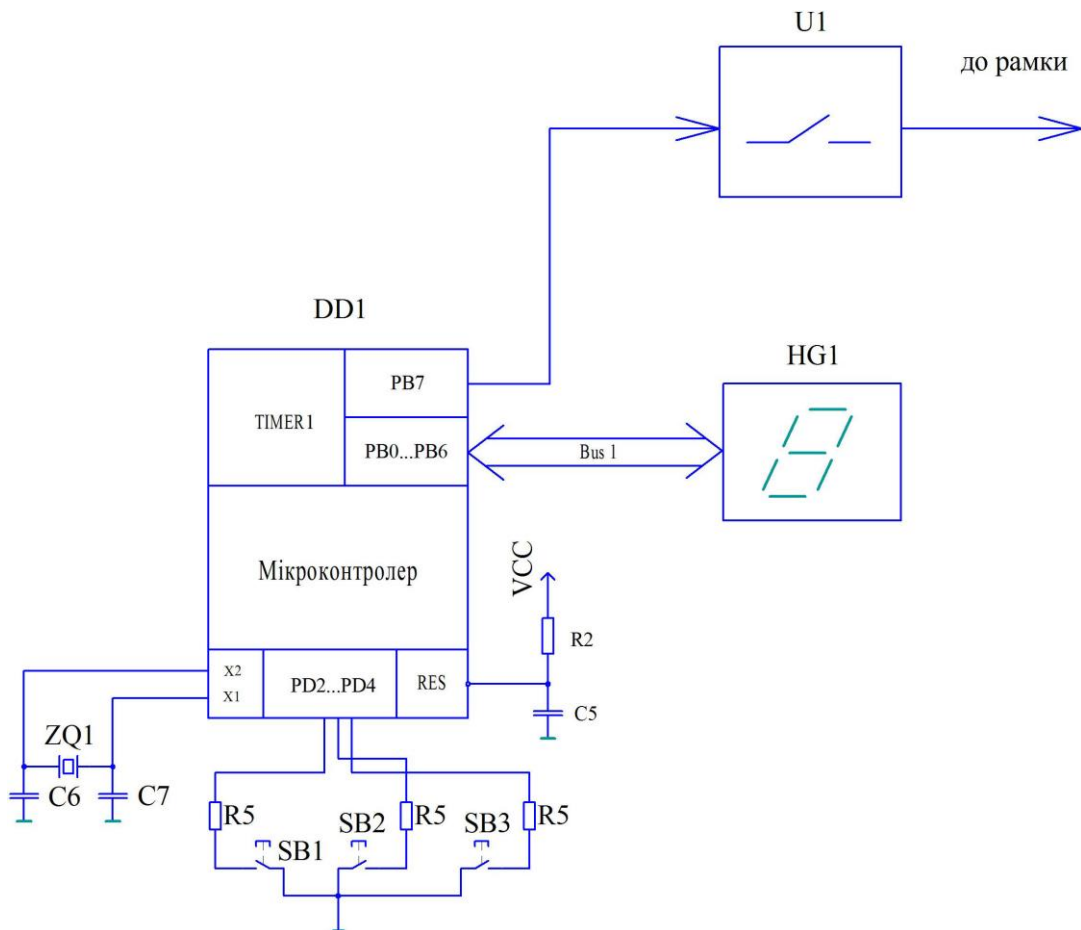 U1
до рамки
DD1
HG1
TIMER1
PB7
PB0...PB6
Bus 1
Мікроконтролер
VCC
R2
X2
X1
PD2...PD4
RES
C5
ZQ1
C6
C7
R5
SB1
SB2
R5
SB3
R5